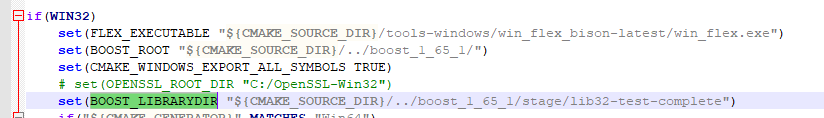 if(WIN32)
set(FLEX_EXECUTABLE "${CMAKE_SOURCE_DIR}/tools-windows/win_flex_bison-latest/win_flex.exe")
set(BOOST_ROOT "${CMAKE_SOURCE_DIR}/../boost_1_65_1/")
set(CMAKE_WINDOWS_EXPORT_ALL_SYMBOLS TRUE)
# set(OPENSSL_ROOT_DIR "C:/OpenSSL-Win32")
set(BOOST_LIBRARYDIR "${CMAKE_SOURCE_DIR}/../boost_1_65_1/stage/lib32-test-complete")
if("${CMAKE_GENERATOR}" MATCHES "Win64")